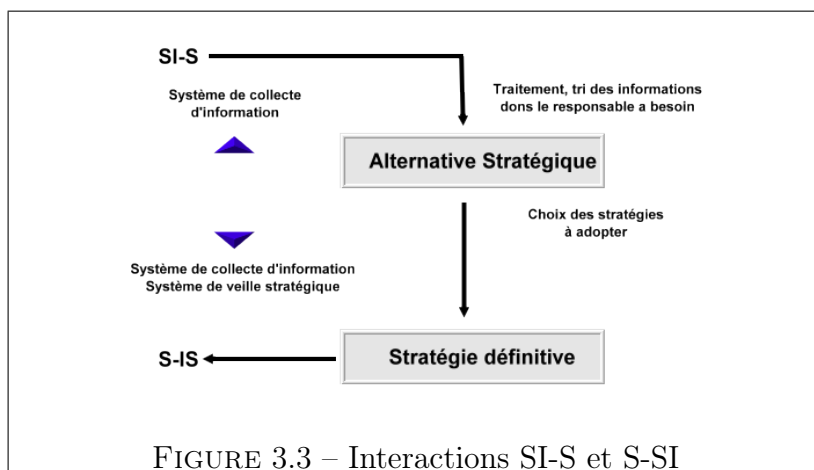 SI-S
Système de collecte
d'information
Traitement, tri des informations
dons le responsable a besoin
Alternative Stratégique
Choix des stratégies
à adopter
Système de collecte d'information
Système de veille stratégique
S-IS
Stratégie définitive
FIGURE 3.3 – Interactions SI-S et S-SI